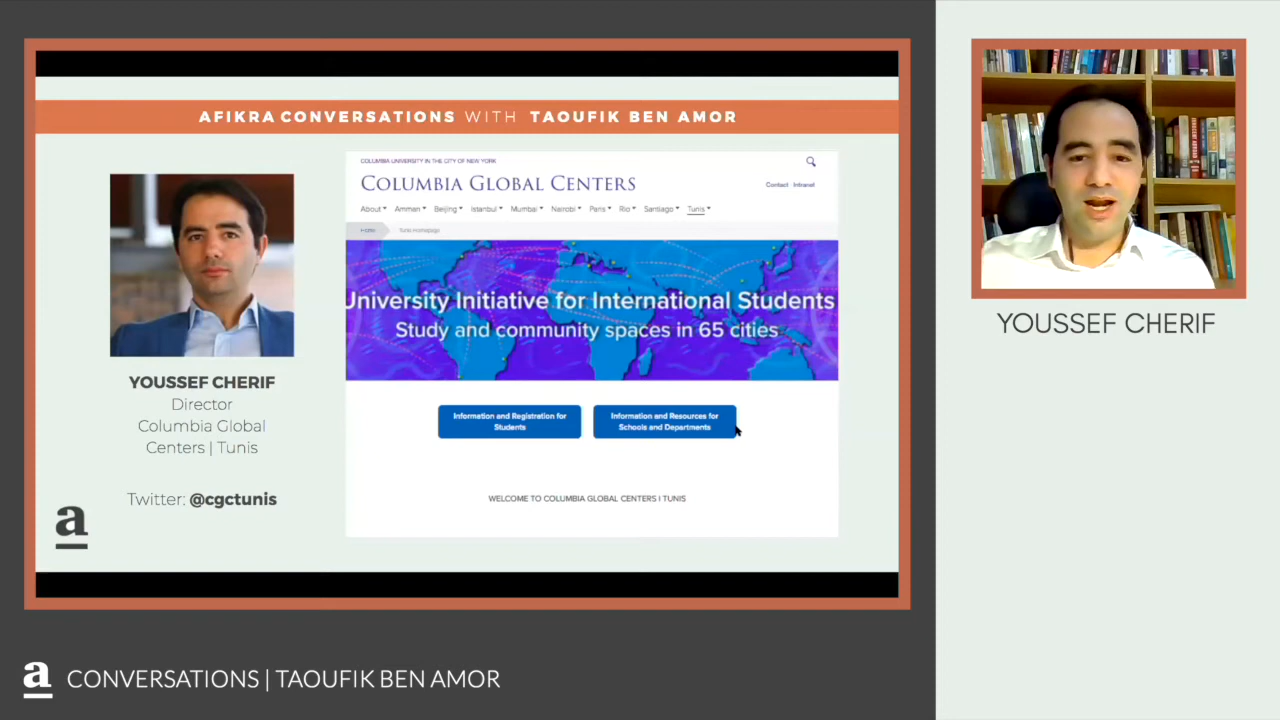 AFIKRA CONVERSATIONS WITH TAOUFIK BEN AMOR
YOUSSEF CHERIF
Director
Columbia Global
Centers | Tunis
Twitter: @cgctunis
a
COLUMBIA UNIVERSITY IN THE CITY OF NEW YORK
COLUMBIA GLOBAL CENTERS
Contact Intranet
About Amman Beijing Istanbul Mumbai Nairobi Paris Rio Santiago Tunis
Home Tunis Homepage
University Initiative for International Students
Study and community spaces in 65 cities
Information and Registration for
Students
Information and Resources for
Schools and Departments
WELCOME TO COLUMBIA GLOBAL CENTERS | TUNIS
YOUSSEF CHERIF
a CONVERSATIONS | TAOUFIK BEN AMOR